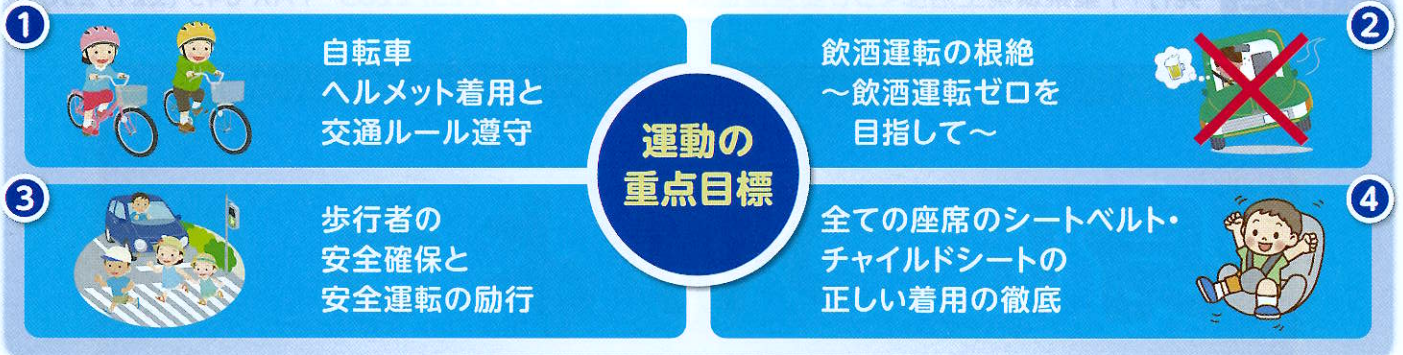 1
自転車
ヘルメット着用と
交通ルール遵守
2
飲酒運転の根絶
～飲酒運転ゼロを
目指して～
運動の
重点目標
3
歩行者の
安全確保と
安全運転の励行
4
全ての座席のシートベルト・
チャイルドシートの
正しい着用の徹底